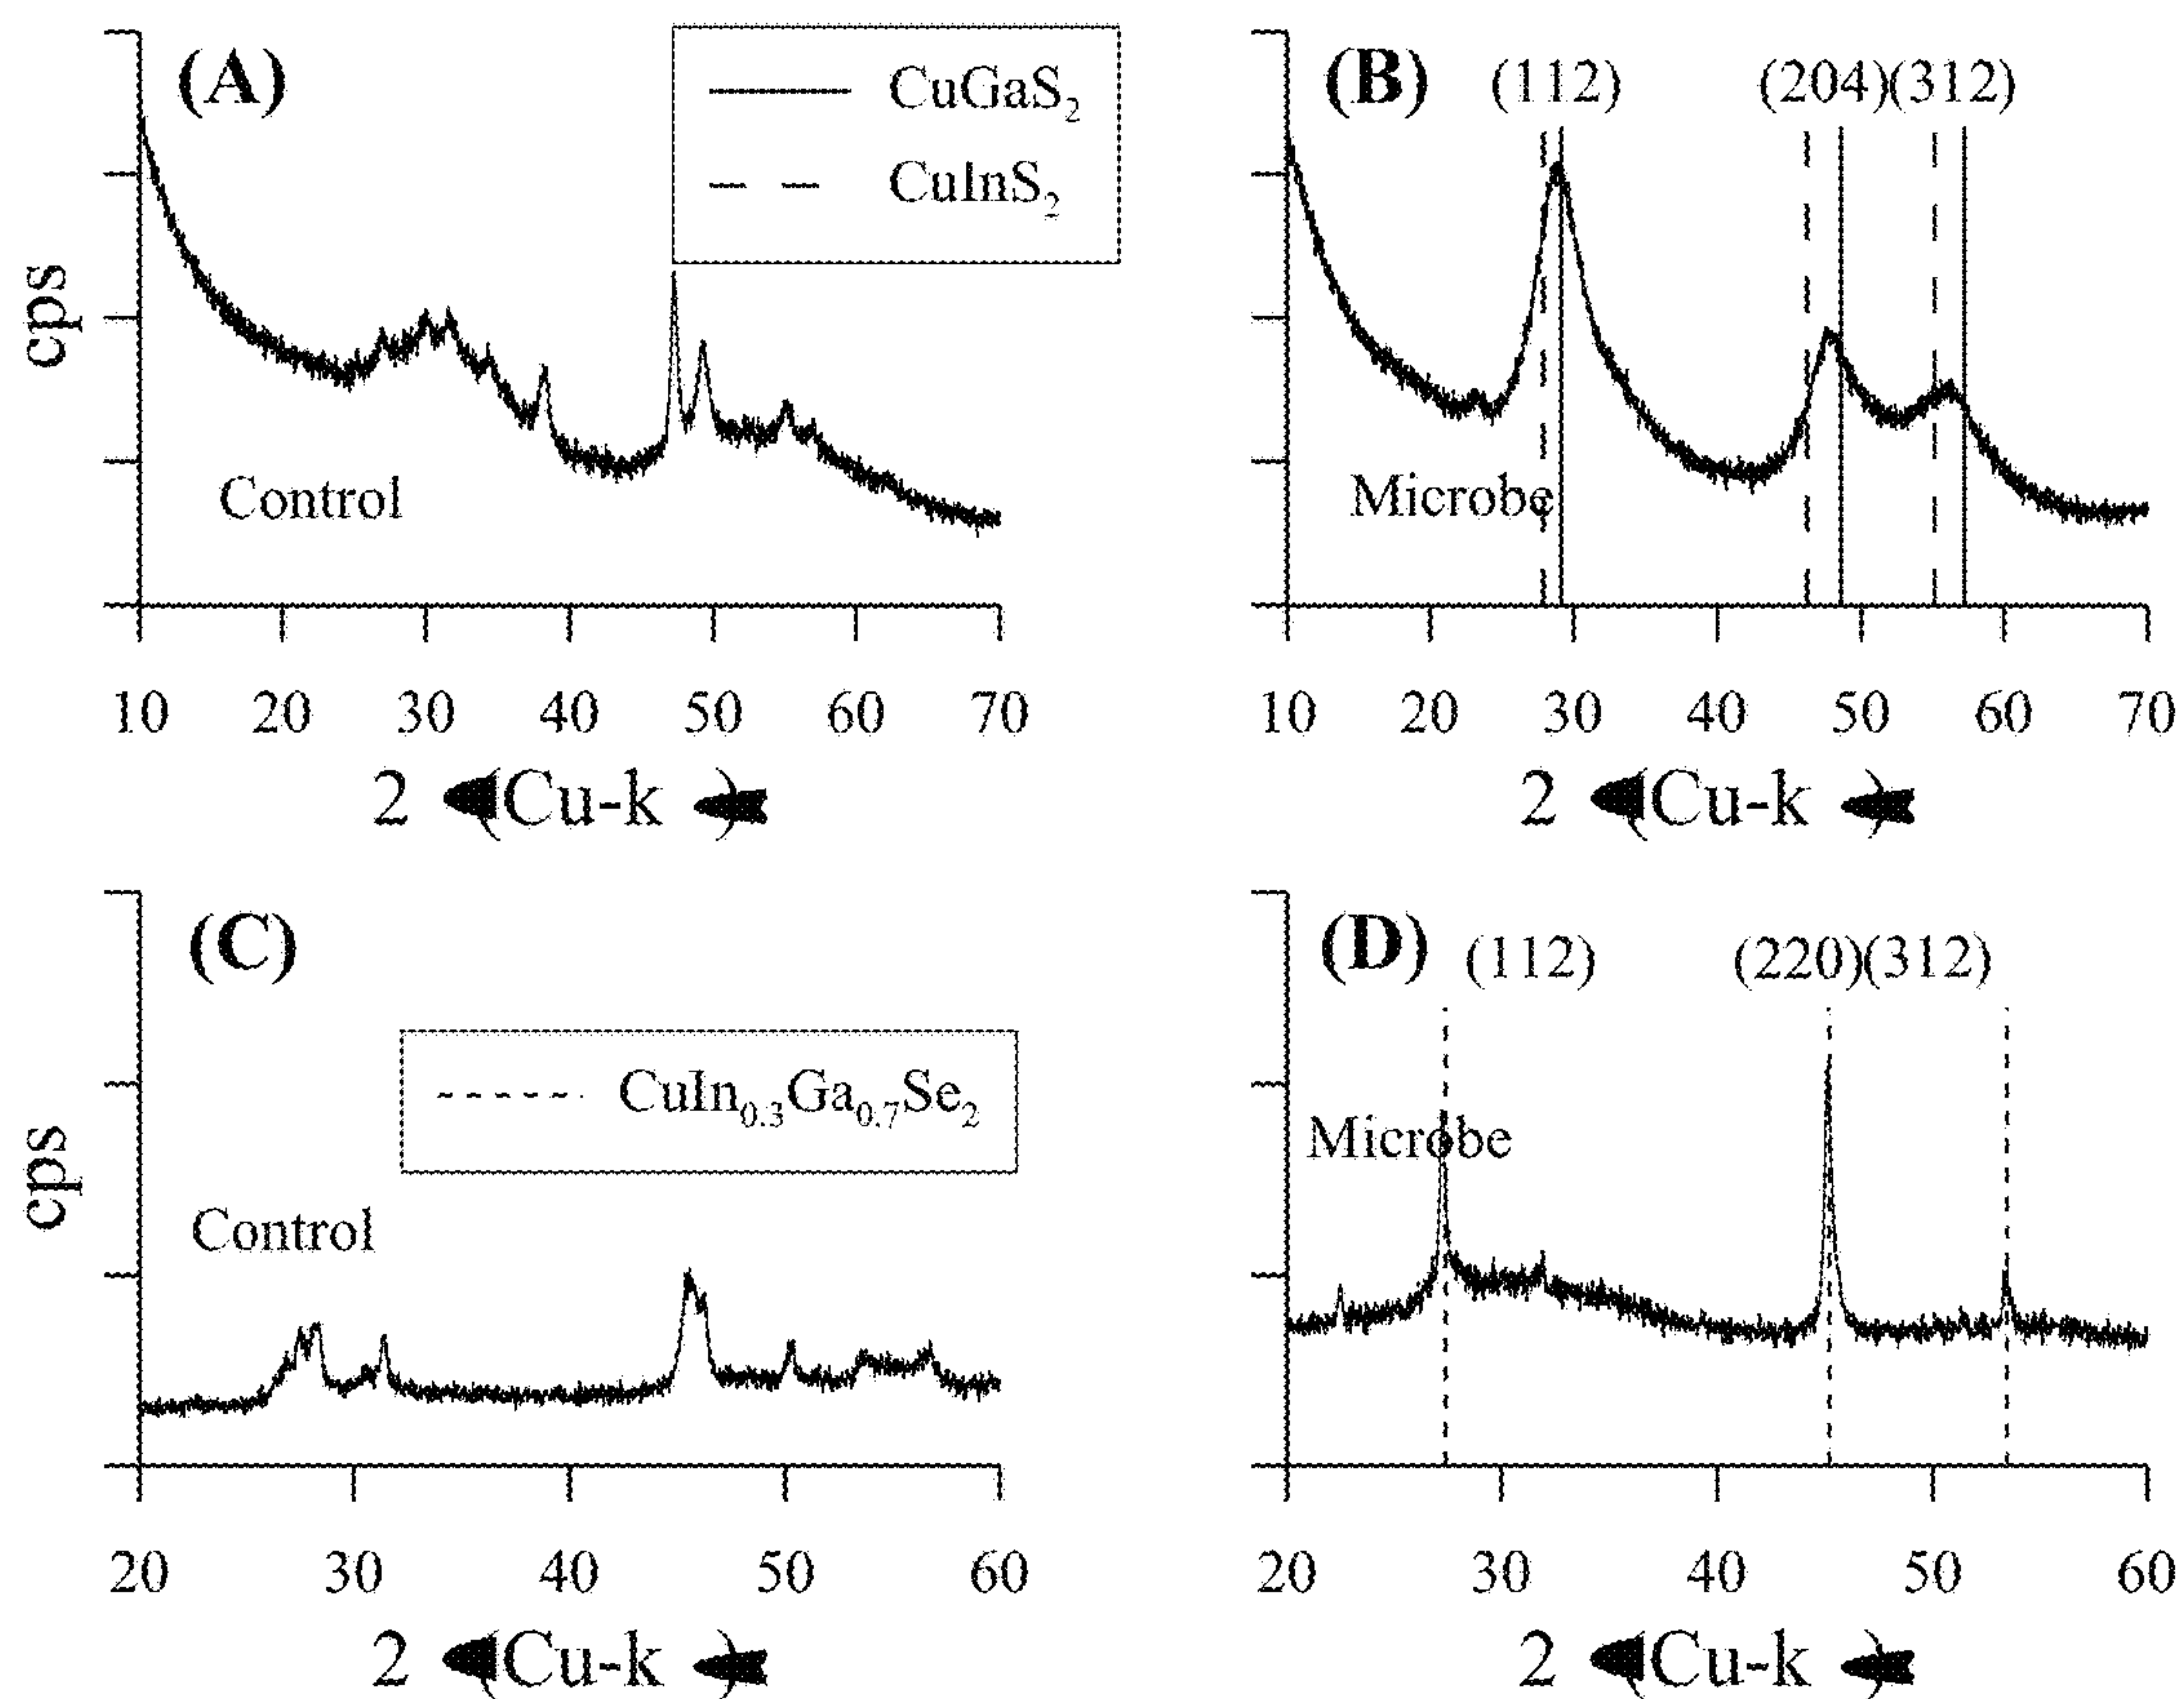 (A)
CuGaS₂
CuInS₂
cps
Control
10 20 30 40 50 60 70
2 (Cu-k )
(B) (112) (204)(312)
Microbe
10 20 30 40 50 60 70
2 (Cu-k )
(C)
CuIn₀.₃Ga₀.₇Se₂
cps
Control
20 30 40 50 60
2 (Cu-k )
(D) (112) (220)(312)
Microbe
20 30 40 50 60
2 (Cu-k )